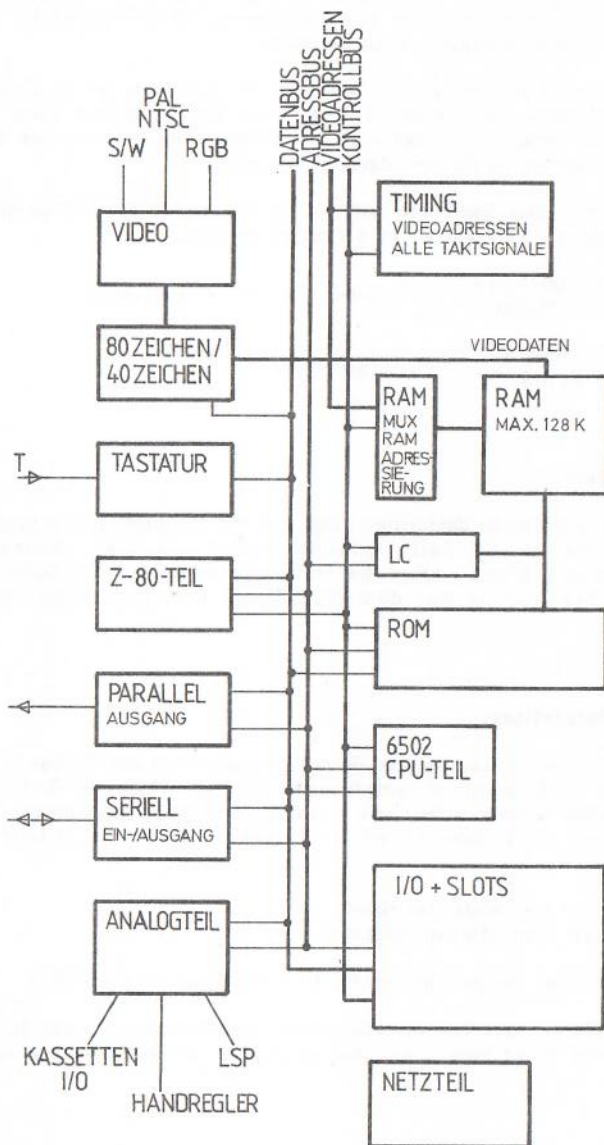 DATENBUS
ADRESSBUS
VIDEOADRESSEN
KONTROLLBUS
PAL
NTSC
S/W
RGB
VIDEO
TIMING
VIDEOADRESSEN
ALLE TAKTSIGNALE
80 ZEICHEN /
40 ZEICHEN
VIDEODATEN
RAM
MUX
RAM
ADRES-
SIE-
RUNG
RAM
MAX. 128 K
T
TASTATUR
LC
Z-80-TEIL
ROM
PARALLEL
AUSGANG
6502
CPU-TEIL
SERIELL
EIN-/AUSGANG
I/O + SLOTS
ANALOGTEIL
KASSETTEN
I/O
LSP
HANDREGLER
NETZTEIL